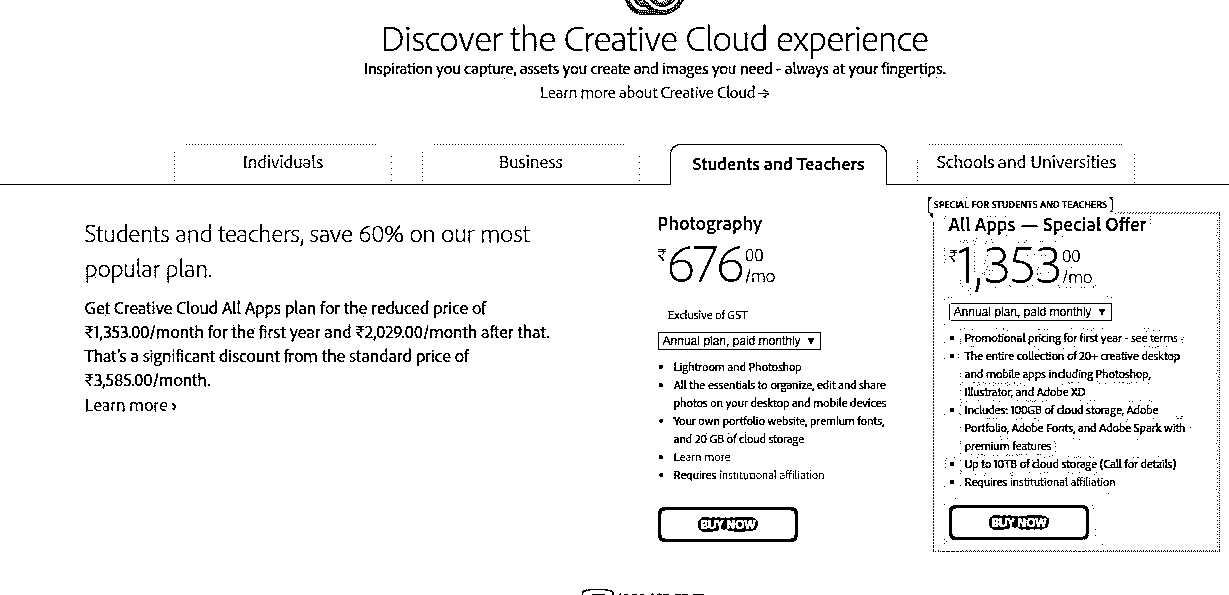 Discover the Creative Cloud experience
Inspiration you capture, assets you create and images you need - always at your fingertips.
Learn more about Creative Cloud →
Individuals
Business
Students and Teachers
Schools and Universities
Students and teachers, save 60% on our most
popular plan.
Get Creative Cloud All Apps plan for the reduced price of
₹1,353.00/month for the first year and ₹2,029.00/month after that.
That's a significant discount from the standard price of
₹3,585.00/month.
Learn more ›
Photography
₹67600/mo
Exclusive of GST
Annual plan, paid monthly ▼
• Lightroom and Photoshop
• All the essentials to organize, edit and share
photos on your desktop and mobile devices
• Your own portfolio website, premium fonts,
and 20 GB of cloud storage
• Learn more
• Requires institutional affiliation
BUY NOW
SPECIAL FOR STUDENTS AND TEACHERS
All Apps — Special Offer
₹1,35300/mo
Annual plan, paid monthly ▼
• Promotional pricing for first year - see terms
• The entire collection of 20+ creative desktop
and mobile apps including Photoshop,
Illustrator, and Adobe XD
• Includes: 100GB of cloud storage, Adobe
Portfolio, Adobe Fonts, and Adobe Spark with
premium features
• Up to 10TB of cloud storage (Call for details)
• Requires institutional affiliation
BUY NOW